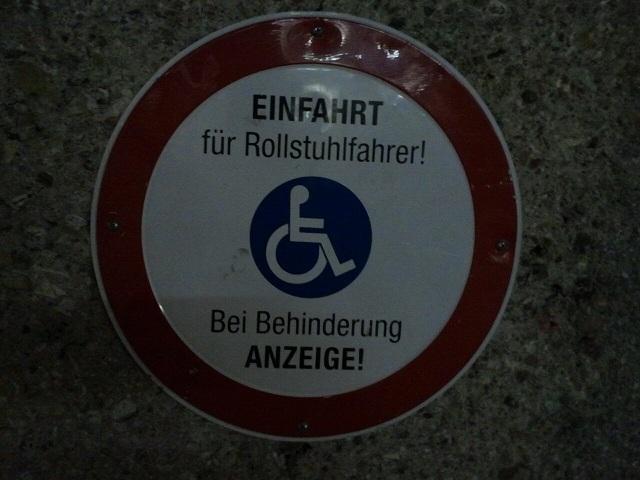 EINFAHRT
für Rollstuhlfahrer!
Bei Behinderung
ANZEIGE!